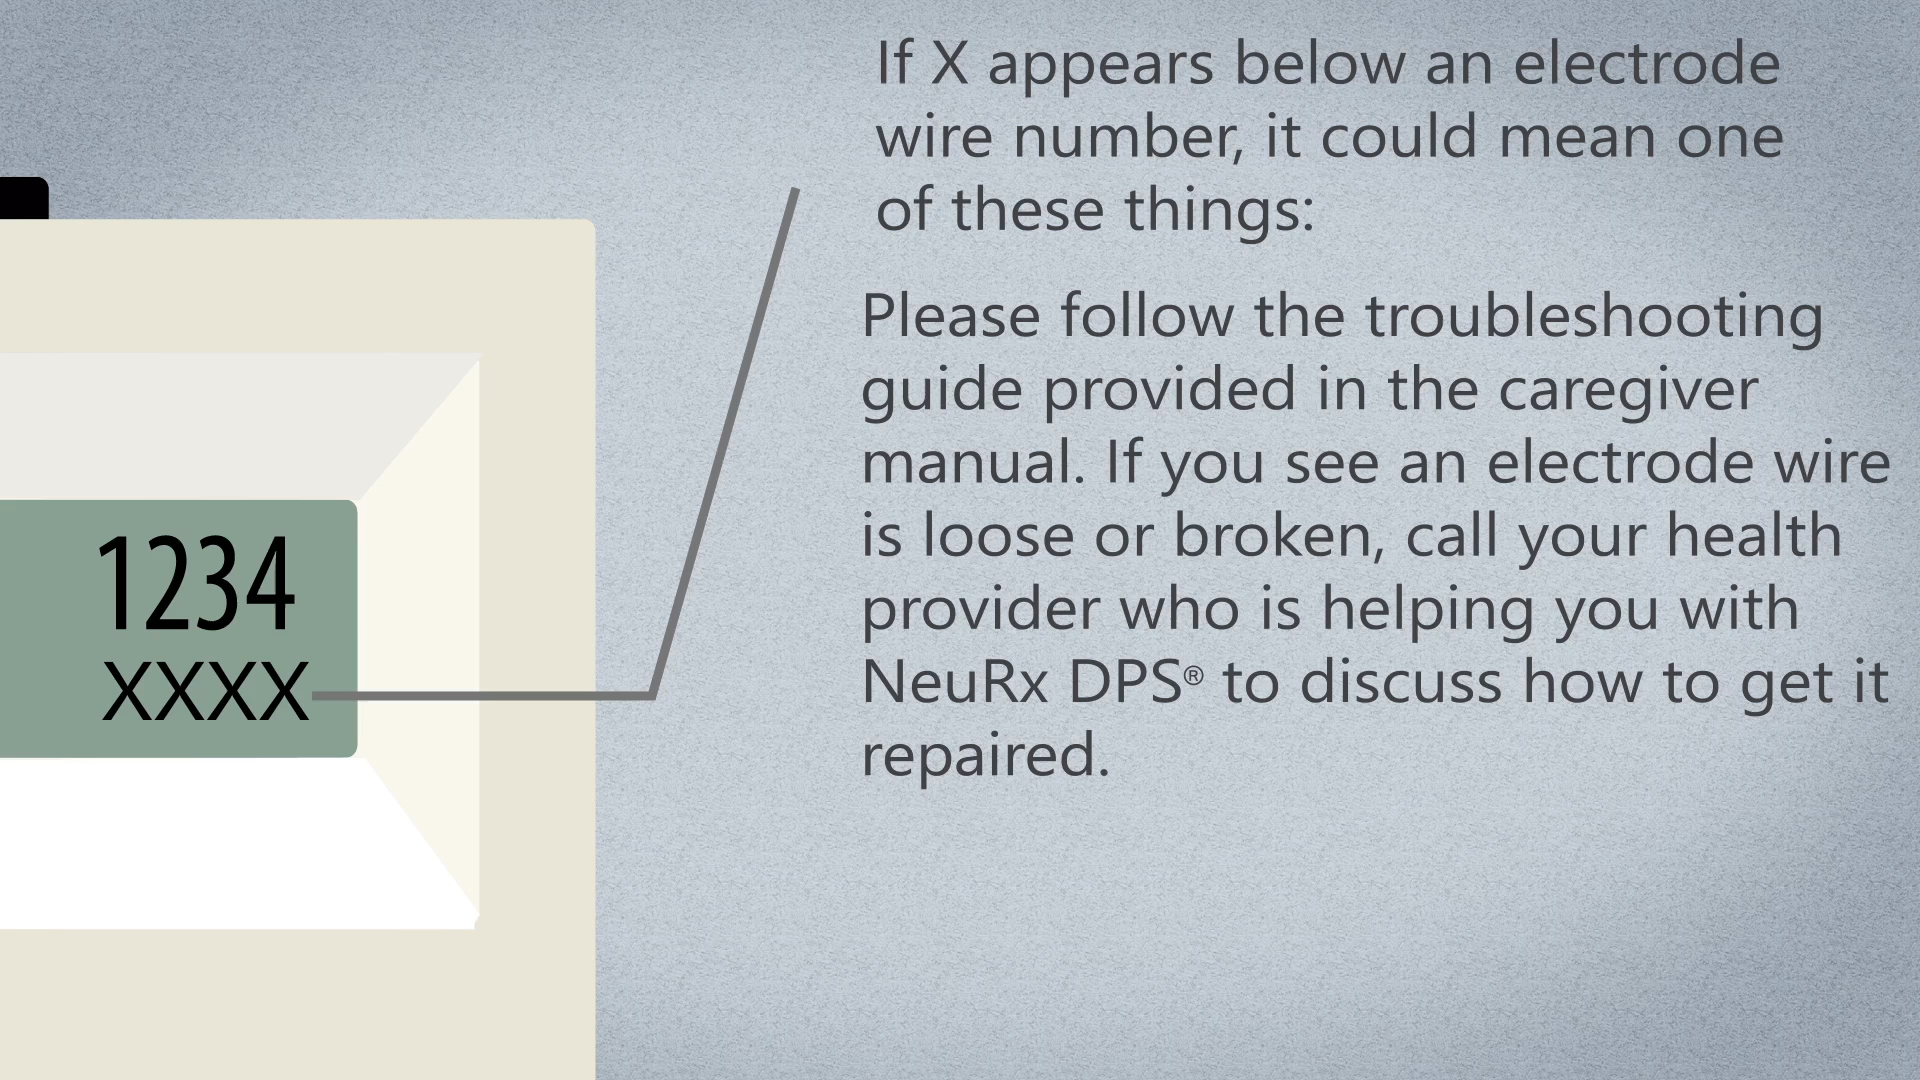 If X appears below an electrode
wire number, it could mean one
of these things:
Please follow the troubleshooting
guide provided in the caregiver
manual. If you see an electrode wire
is loose or broken, call your health
provider who is helping you with
NeuRx DPS® to discuss how to get it
repaired.
1234
XXXX